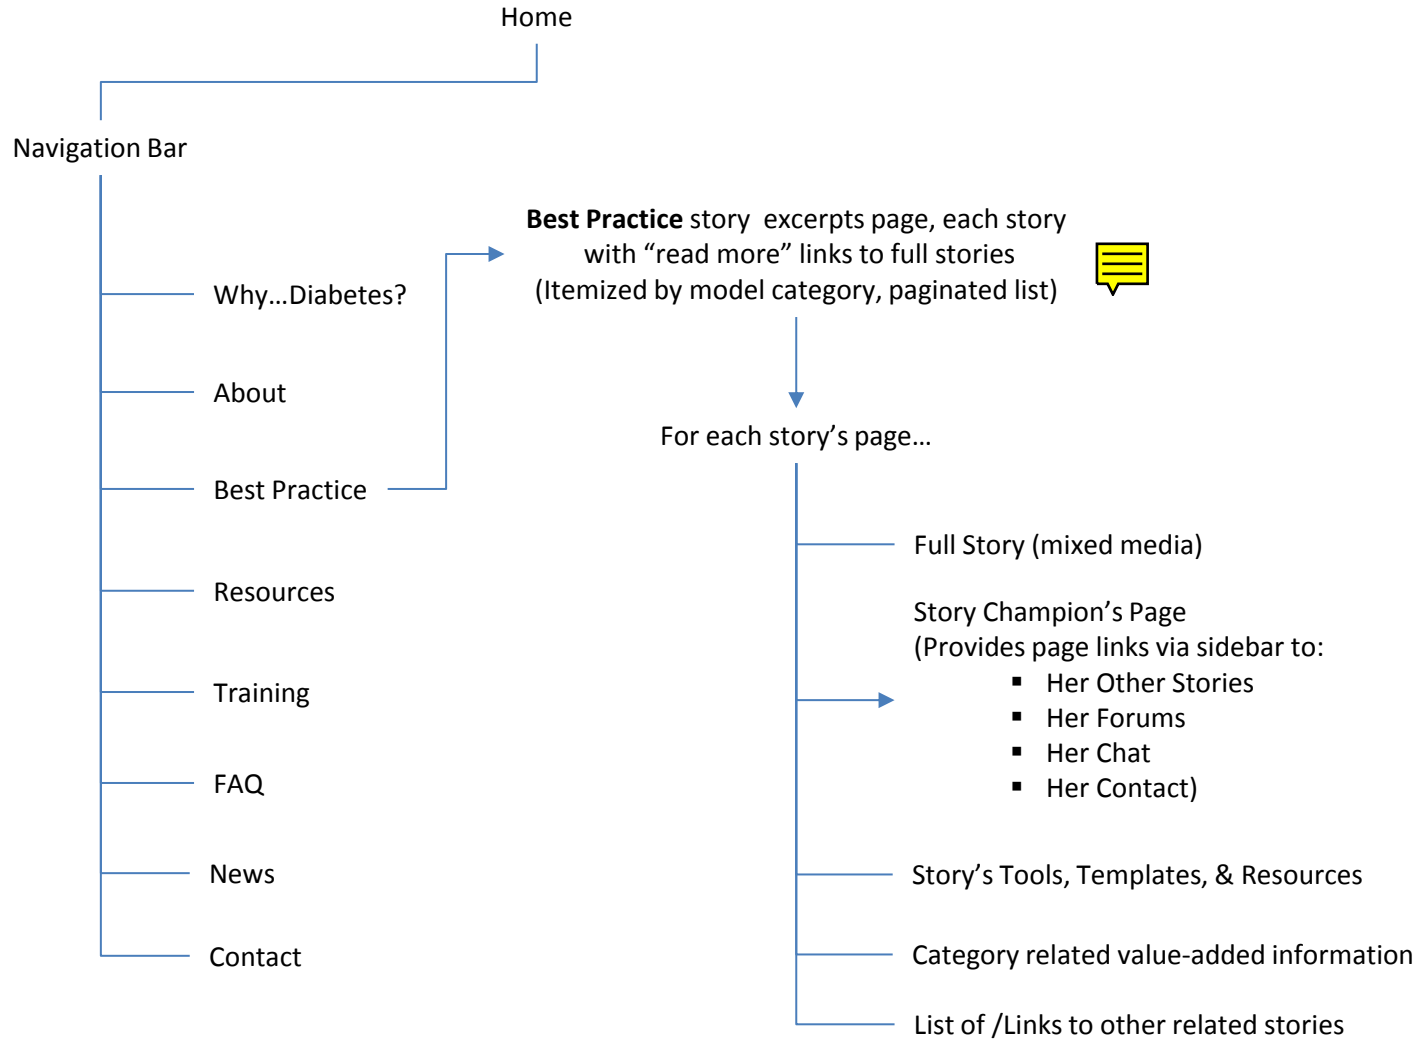 Home
Navigation Bar
Why…Diabetes?
About
Best Practice
Resources
Training
FAQ
News
Contact
Best Practice story excerpts page, each story
with “read more” links to full stories
(Itemized by model category, paginated list)
For each story’s page…
Full Story (mixed media)
Story Champion’s Page
(Provides page links via sidebar to:
▪ Her Other Stories
▪ Her Forums
▪ Her Chat
▪ Her Contact)
Story’s Tools, Templates, & Resources
Category related value-added information
List of /Links to other related stories